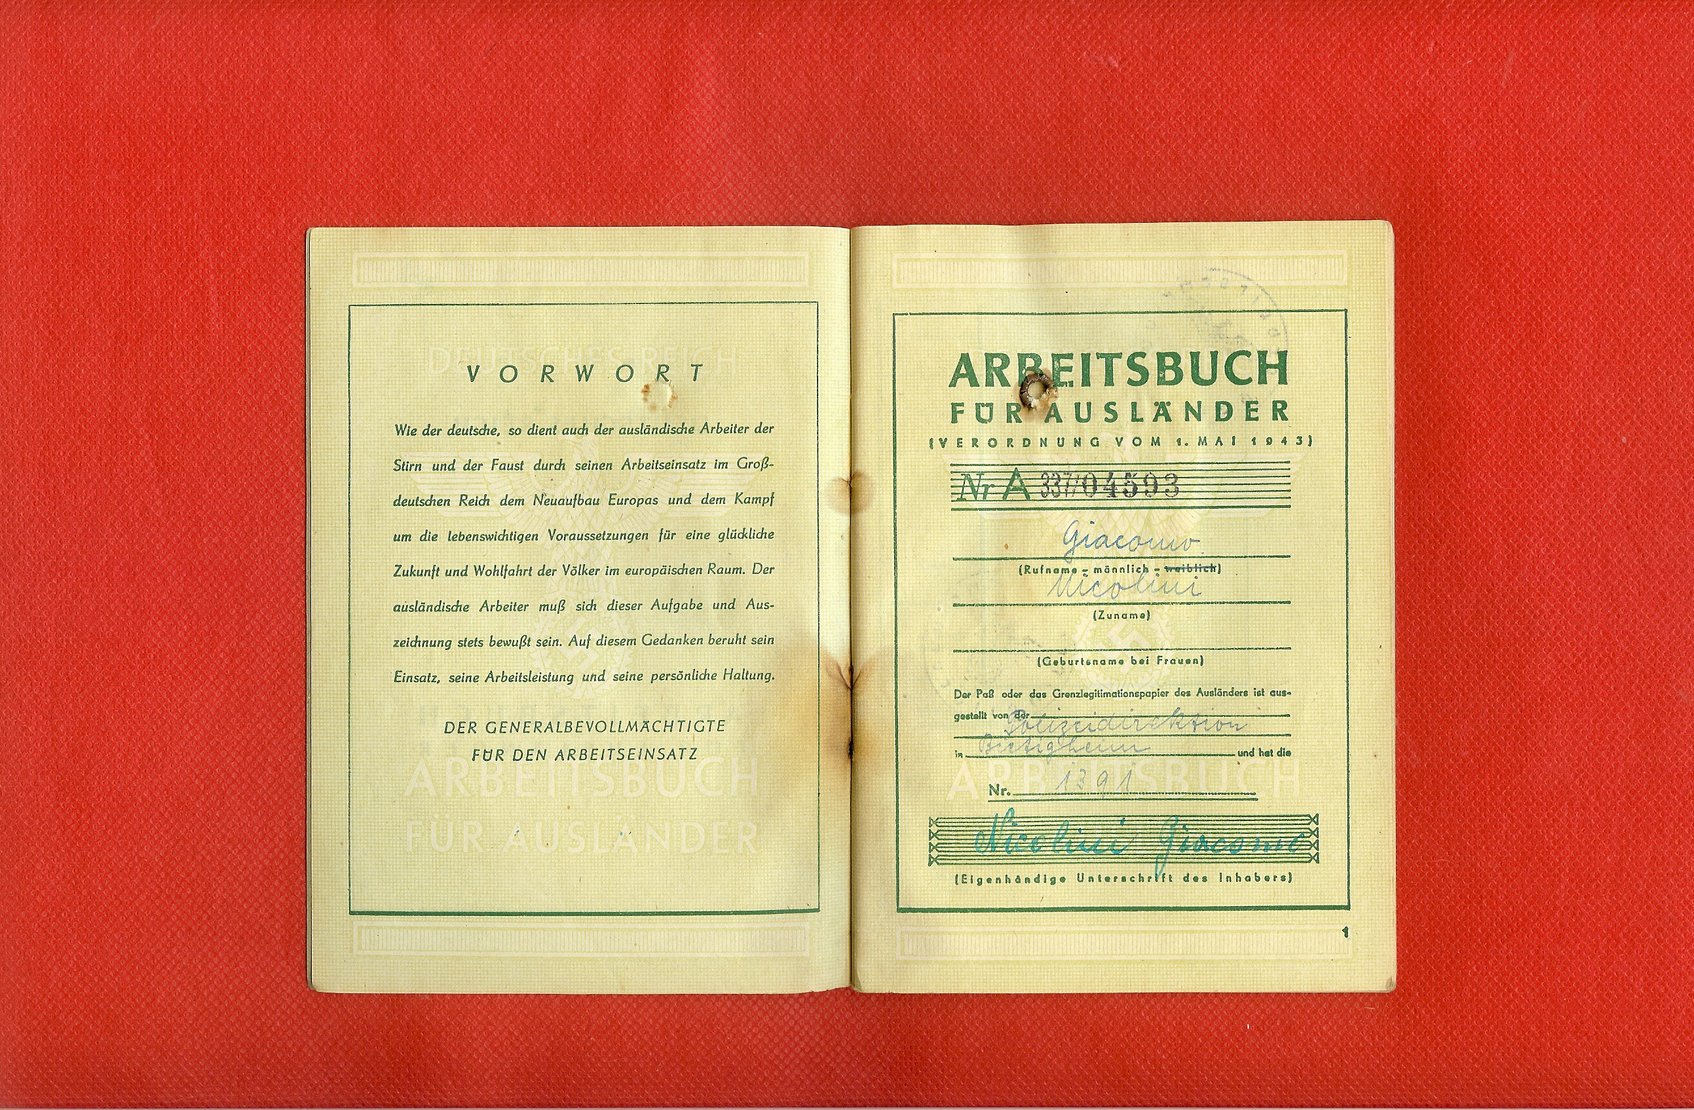 DEUTSCHES REICH
VORWORT
Wie der deutsche, so dient auch der ausländische Arbeiter der
Stirn und der Faust durch seinen Arbeitseinsatz im Groß-
deutschen Reich dem Neuaufbau Europas und dem Kampf
um die lebenswichtigen Voraussetzungen für eine glückliche
Zukunft und Wohlfahrt der Völker im europäischen Raum. Der
ausländische Arbeiter muß sich dieser Aufgabe und Aus-
zeichnung stets bewußt sein. Auf diesem Gedanken beruht sein
Einsatz, seine Arbeitsleistung und seine persönliche Haltung.
DER GENERALBEVOLLMÄCHTIGTE
FÜR DEN ARBEITSEINSATZ
ARBEITSBUCH
FÜR AUSLÄNDER
ARBEITSBUCH
FÜR AUSLÄNDER
(VERORDNUNG VOM 1. MAI 1943)
Nr A 337/04593
Giacomo
(Rufname – männlich – weiblich)
Nicolini
(Zuname)
(Geburtsname bei Frauen)
Der Paß oder das Grenzlegitimationspapier des Ausländers ist aus-
gestellt von der Polizeidirektion
in Bietigheim und hat die
ARBEITSBUCH
Nr. 1391
Nicolini Giacomo
(Eigenhändige Unterschrift des Inhabers)
1